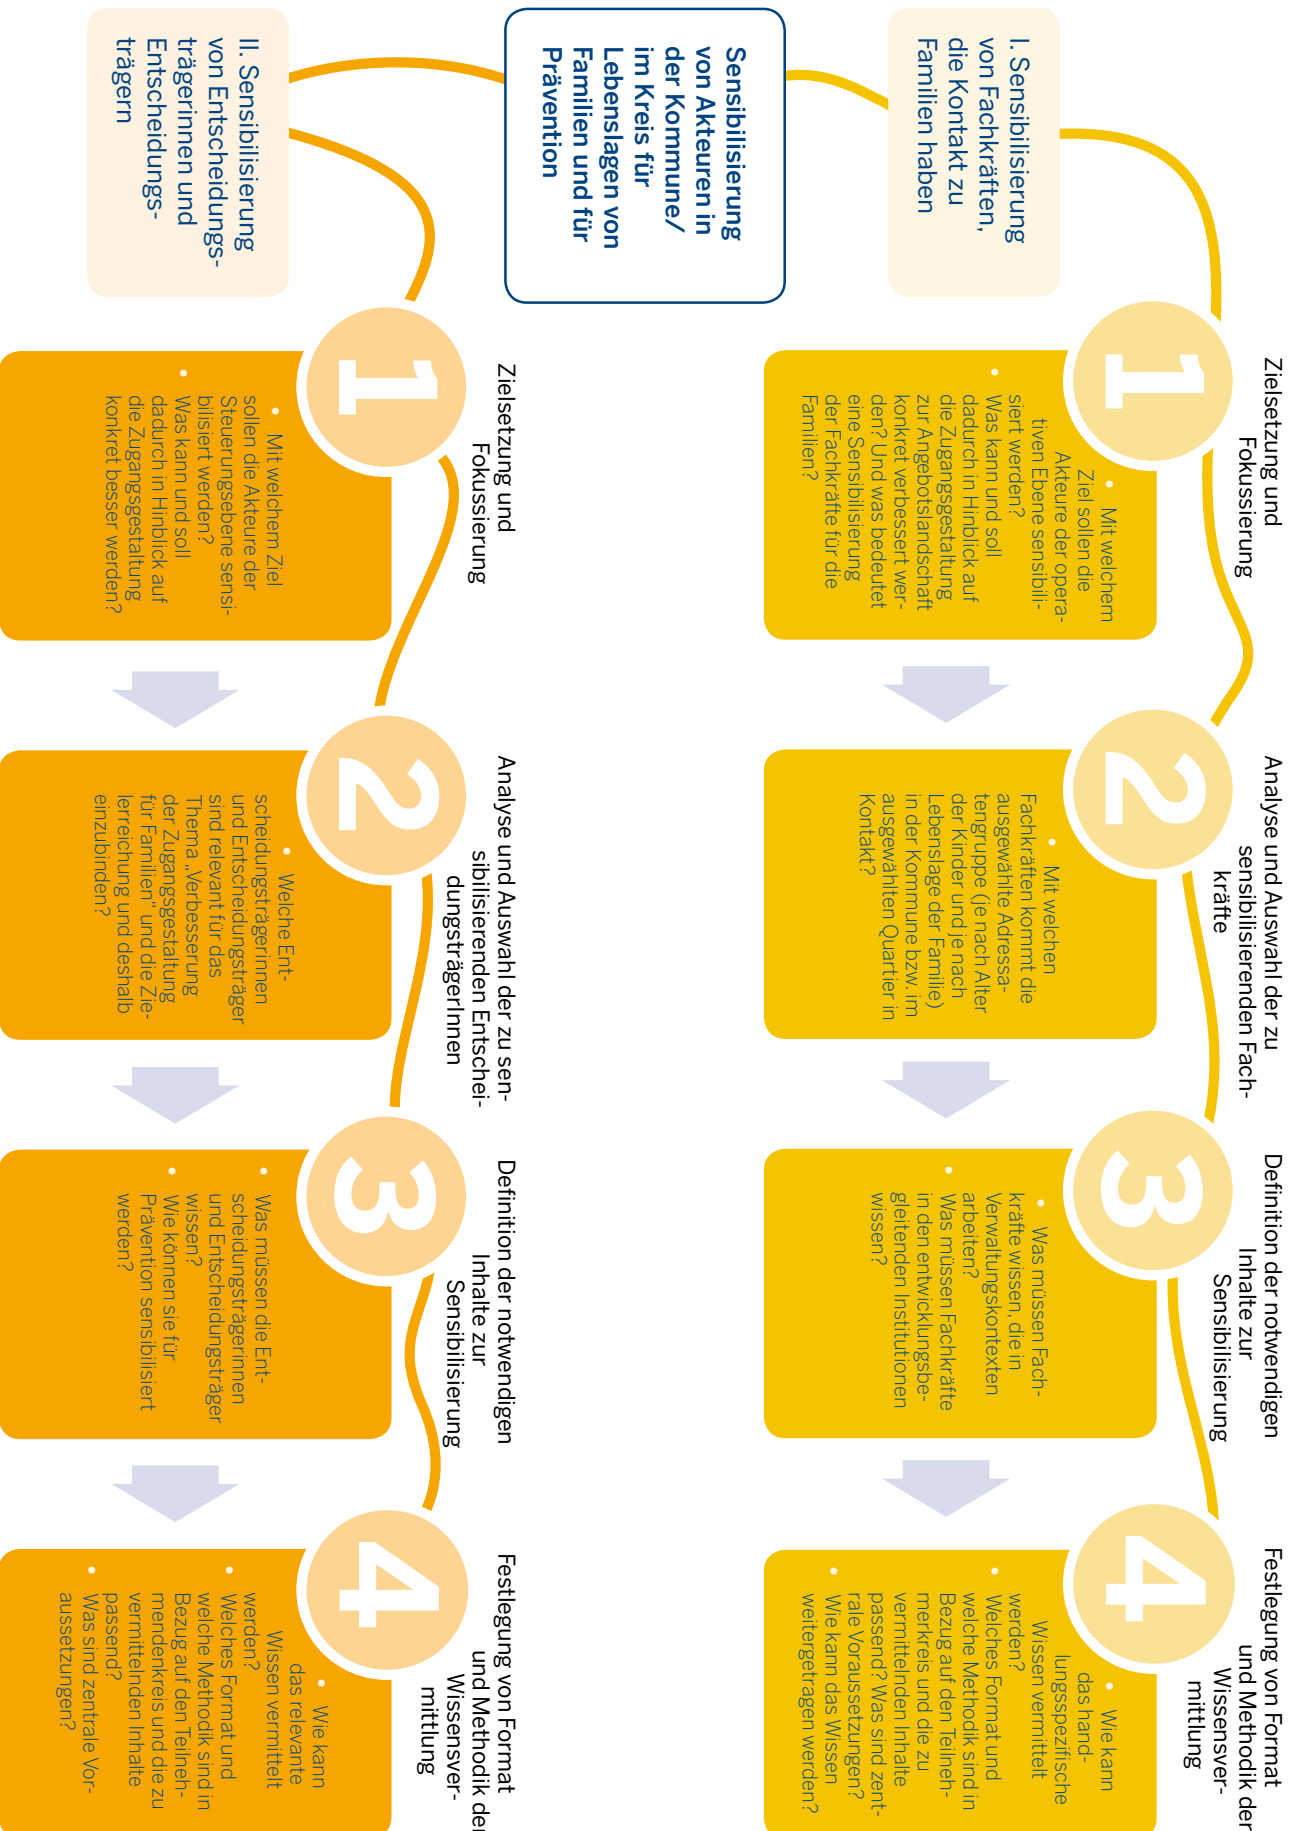 Sensibilisierung
von Akteuren in
der Kommune/
im Kreis für
Lebenslagen von
Familien und für
Prävention
I. Sensibilisierung
von Fachkräften,
die Kontakt zu
Familien haben
Zielsetzung und
Fokussierung
1
• Mit welchem
Ziel sollen die
Akteure der opera-
tiven Ebene sensibili-
siert werden?
• Was kann und soll
dadurch in Hinblick auf
die Zugangsgestaltung
zur Angebotslandschaft
konkret verbessert wer-
den? Und was bedeutet
eine Sensibilisierung
der Fachkräfte für die
Familien?
Analyse und Auswahl der zu
sensibilisierenden Fach-
kräfte
2
• Mit welchen
Fachkräften kommt die
ausgewählte Adressa-
tengruppe (je nach Alter
der Kinder und je nach
Lebenslage der Familie)
in der Kommune bzw. im
ausgewählten Quartier in
Kontakt?
Definition der notwendigen
Inhalte zur
Sensibilisierung
3
• Was müssen Fach-
kräfte wissen, die in
Verwaltungskontexten
arbeiten?
• Was müssen Fachkräfte
in den entwicklungsbe-
gleitenden Institutionen
wissen?
Festlegung von Format
und Methodik der
Wissensver-
mittlung
4
• Wie kann
das hand-
lungsspezifische
Wissen vermittelt
werden?
• Welches Format und
welche Methodik sind in
Bezug auf den Teilneh-
merkreis und die zu
vermittelnden Inhalte
passend? Was sind zent-
rale Voraussetzungen?
• Wie kann das Wissen
weitergetragen werden?
II. Sensibilisierung
von Entscheidungs-
trägerinnen und
Entscheidungs-
trägern
Zielsetzung und
Fokussierung
1
• Mit welchem Ziel
sollen die Akteure der
Steuerungsebene sensi-
bilisiert werden?
• Was kann und soll
dadurch in Hinblick auf
die Zugangsgestaltung
konkret besser werden?
Analyse und Auswahl der zu sen-
sibilisierenden Entschei-
dungsträgerInnen
2
• Welche Ent-
scheidungsträgerinnen
und Entscheidungsträger
sind relevant für das
Thema „Verbesserung
der Zugangsgestaltung
für Familien“ und die Zie-
lerreichung und deshalb
einzubinden?
Definition der notwendigen
Inhalte zur
Sensibilisierung
3
• Was müssen die Ent-
scheidungsträgerinnen
und Entscheidungsträger
wissen?
• Wie können sie für
Prävention sensibilisiert
werden?
Festlegung von Format
und Methodik der
Wissensver-
mittlung
4
• Wie kann
das relevante
Wissen vermittelt
werden?
• Welches Format und
welche Methodik sind in
Bezug auf den Teilneh-
mendenkreis und die zu
vermittelnden Inhalte
passend?
• Was sind zentrale Vor-
aussetzungen?